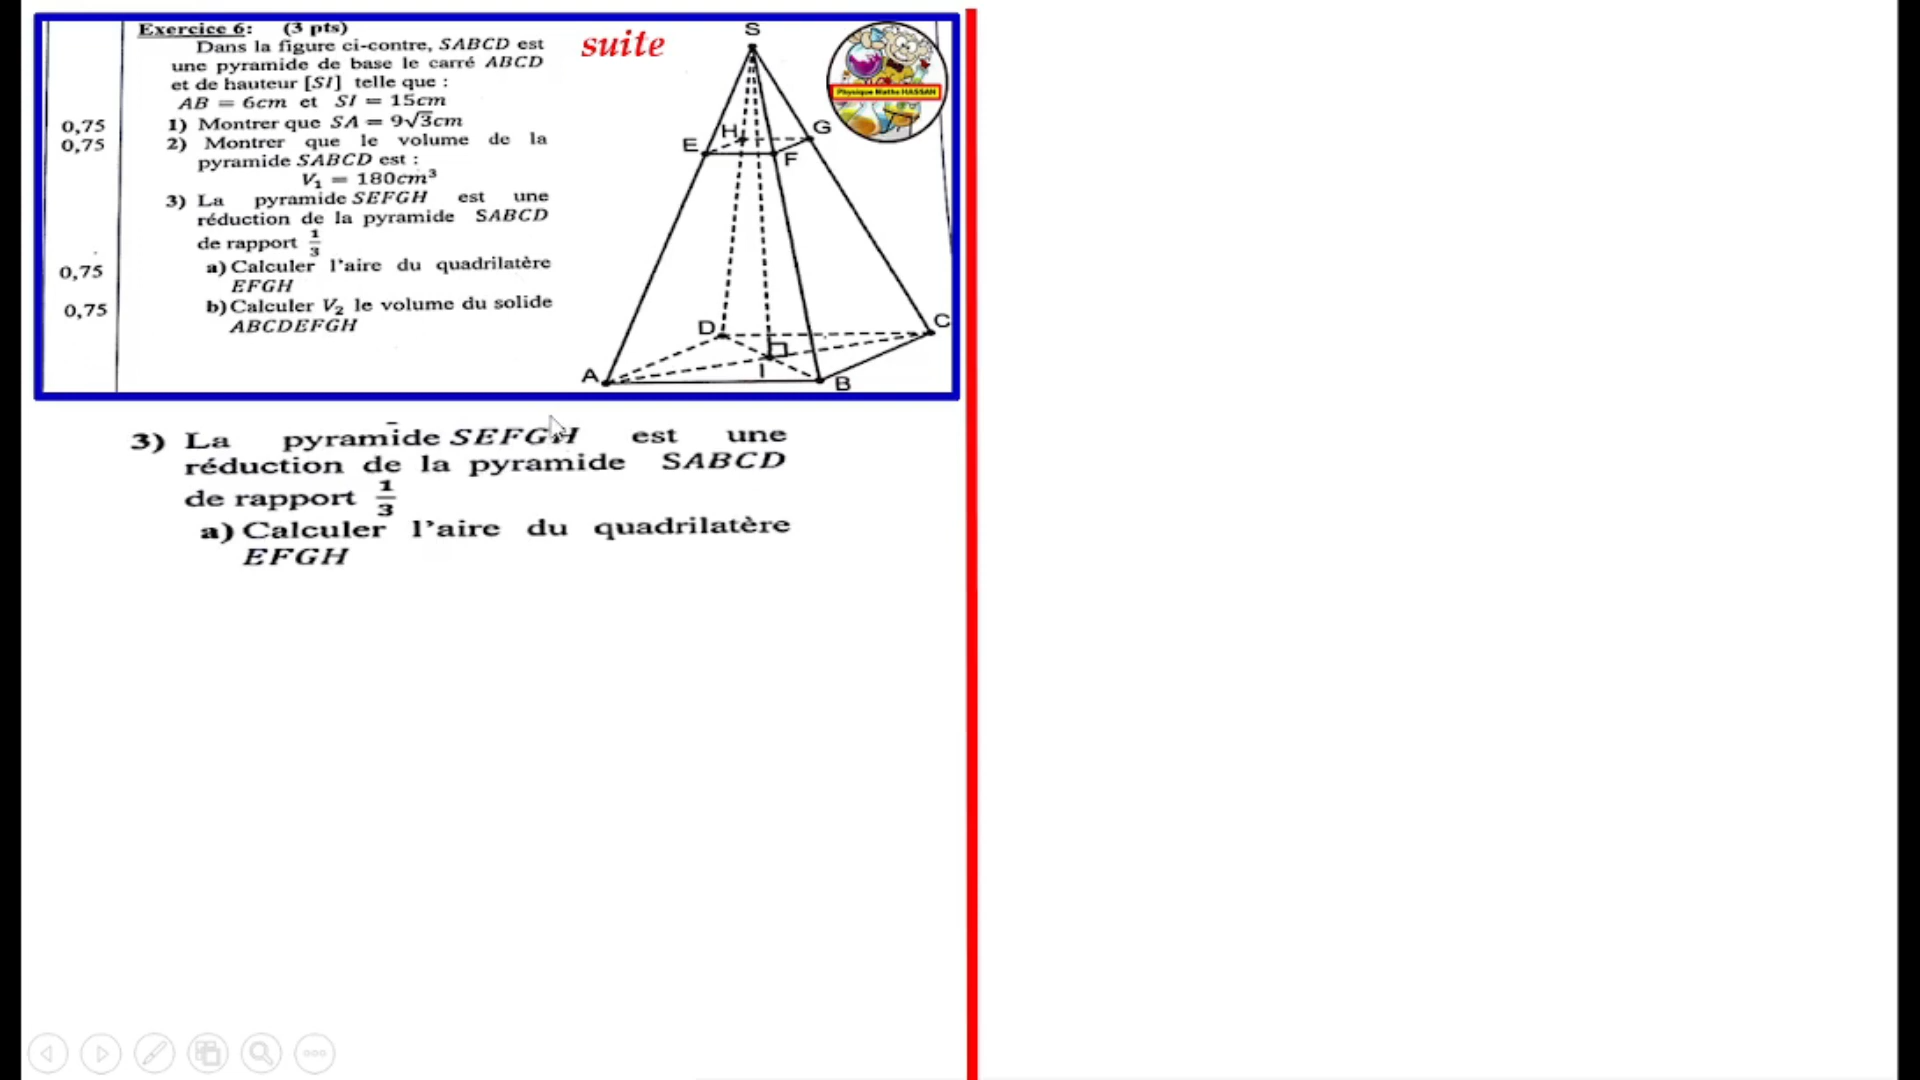 Exercice 6: (3 pts)
Dans la figure ci-contre, SABCD est
une pyramide de base le carré ABCD
et de hauteur [SI] telle que :
AB = 6cm et SI = 15cm
0,75 1) Montrer que SA = 9√3cm
0,75 2) Montrer que le volume de la
pyramide SABCD est :
V₁ = 180cm³
3) La pyramide SEFGH est une
réduction de la pyramide SABCD
de rapport 1/3
0,75 a) Calculer l'aire du quadrilatère
EFGH
0,75 b) Calculer V₂ le volume du solide
ABCDEFGH
suite
S
Physique Maths HASSAN
H G
E F
D C
A I B
3) La pyramide SEFGH est une
réduction de la pyramide SABCD
de rapport 1/3
a) Calculer l'aire du quadrilatère
EFGH